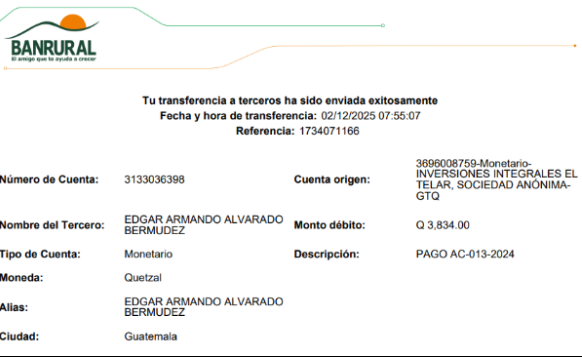 BANRURAL
El amigo que te ayuda a crecer
Tu transferencia a terceros ha sido enviada exitosamente
Fecha y hora de transferencia: 02/12/2025 07:55:07
Referencia: 1734071166
Número de Cuenta: 3133036398
Cuenta origen: 3696008759-Monetario-
INVERSIONES INTEGRALES EL
TELAR, SOCIEDAD ANÓNIMA-
GTQ
Nombre del Tercero: EDGAR ARMANDO ALVARADO
BERMUDEZ
Monto débito: Q 3,834.00
Tipo de Cuenta: Monetario
Descripción: PAGO AC-013-2024
Moneda: Quetzal
Alias: EDGAR ARMANDO ALVARADO
BERMUDEZ
Ciudad: Guatemala